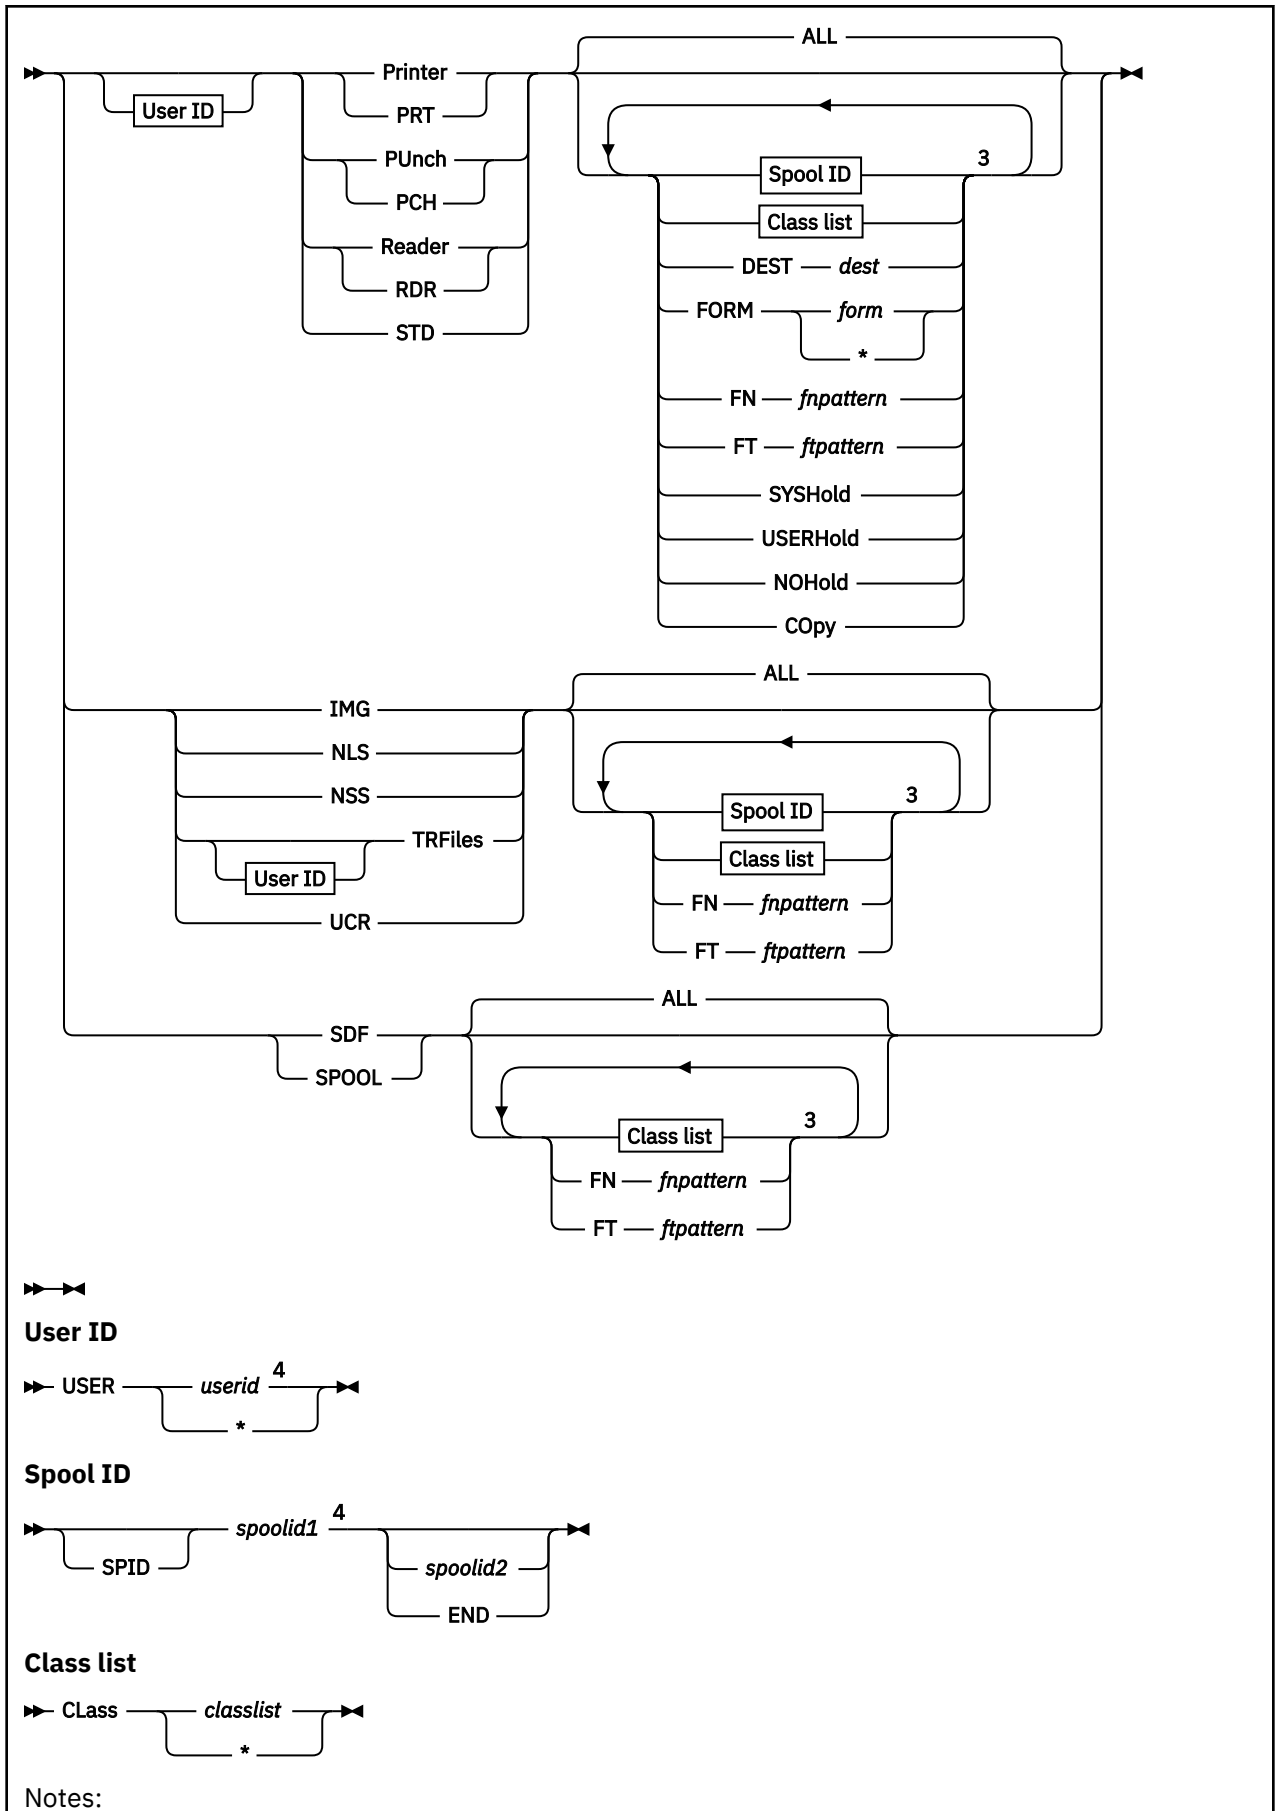 ALL
Printer
User ID
PRT
PUnch
PCH
Reader
RDR
STD
Spool ID 3
Class list
DEST dest
FORM form
*
FN fnpattern
FT ftpattern
SYSHold
USERHold
NOHold
COpy
ALL
IMG
NLS
NSS
TRFiles
User ID
UCR
Spool ID 3
Class list
FN fnpattern
FT ftpattern
ALL
SDF
SPOOL
Class list 3
FN fnpattern
FT ftpattern
User ID
USER userid 4
*
Spool ID
spoolid1 4
SPID spoolid2
END
Class list
CLass classlist
*
Notes: